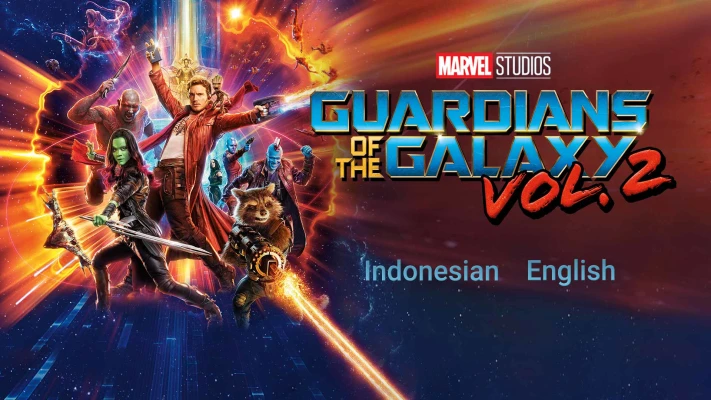 MARVEL STUDIOS
GUARDIANS
OF THE GALAXY
VOL. 2
Indonesian English